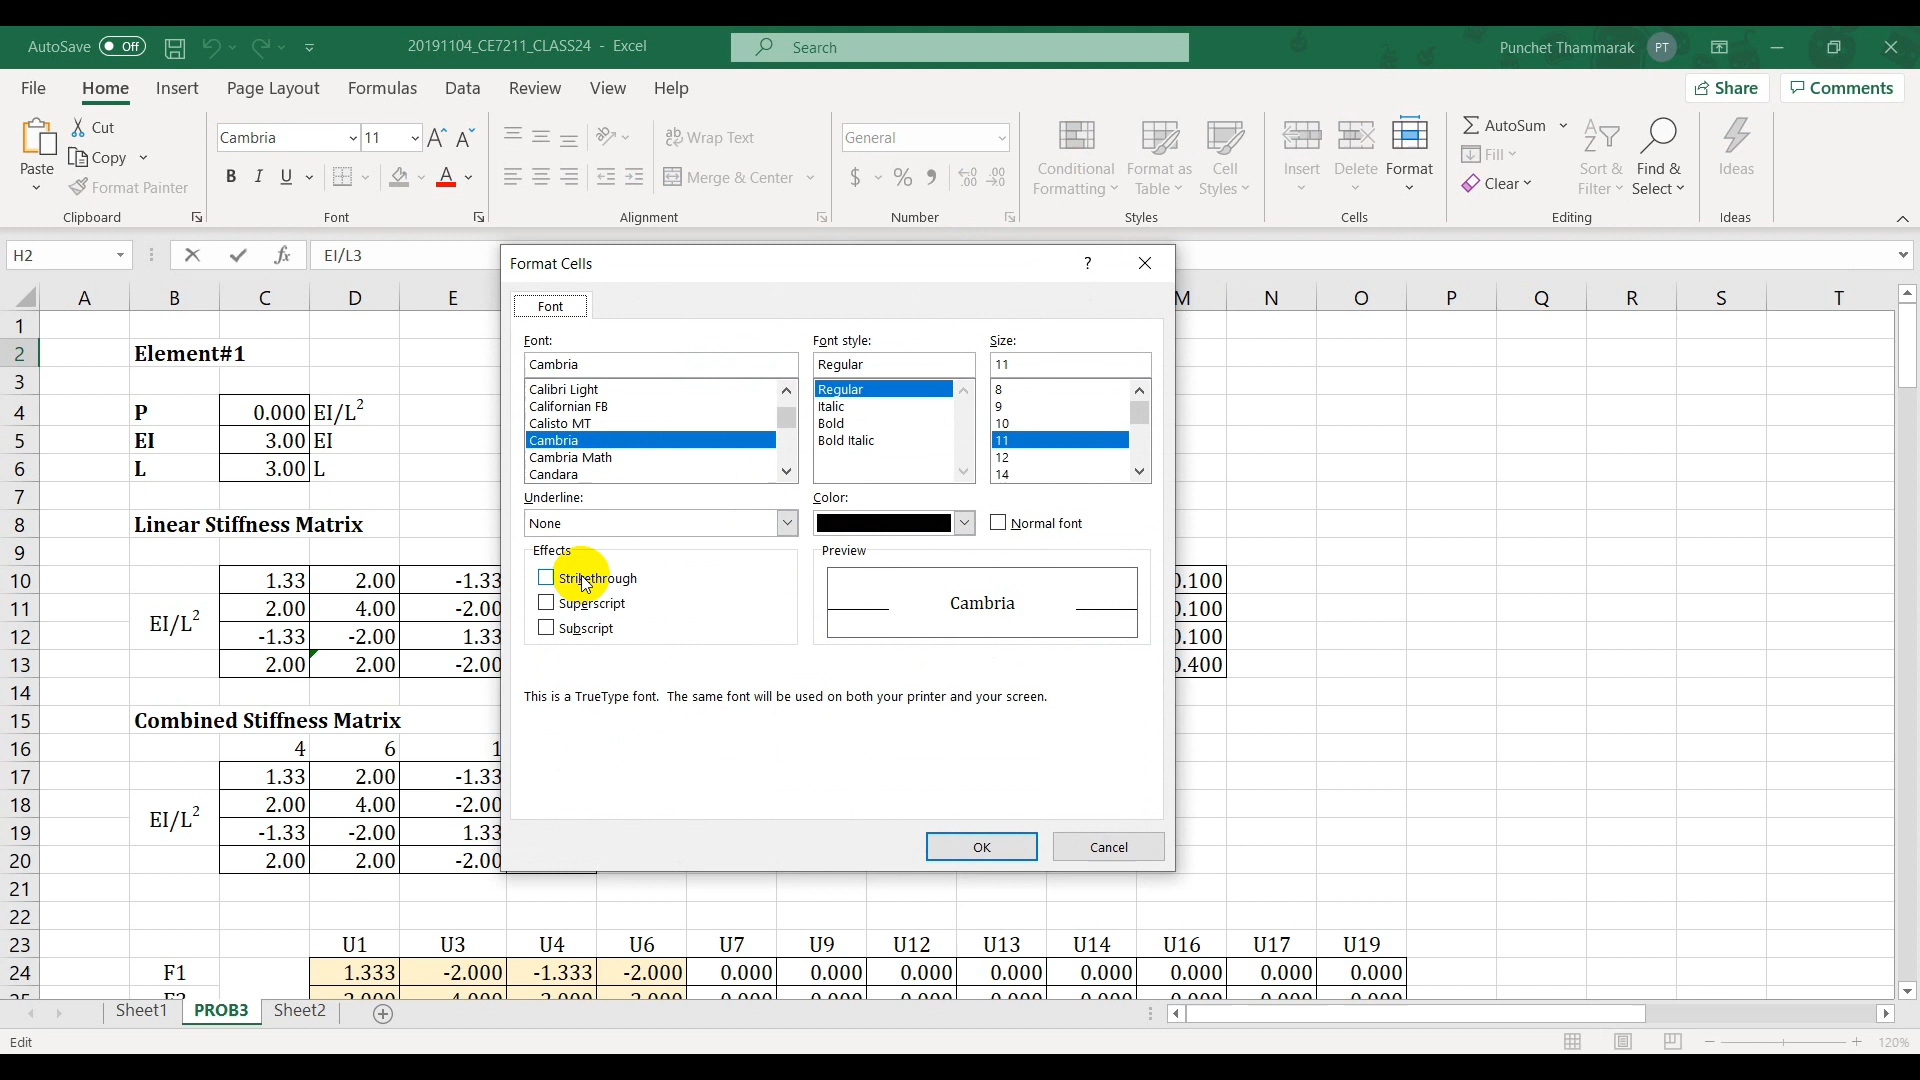 AutoSave Off
20191104_CE7211_CLASS24 - Excel
Search
Punchet Thammarak PT
File Home Insert Page Layout Formulas Data Review View Help
Share Comments
Paste
Cut
Copy
Format Painter
Clipboard
Cambria 11
B I U A
Font
Wrap Text
Merge & Center
Alignment
General
$ % 9
Number
Conditional Formatting
Format as Table
Cell Styles
Styles
Insert Delete Format
Cells
AutoSum
Fill
Clear
Sort & Filter
Find & Select
Editing
Ideas
Ideas
H2 fx EI/L3
A B C D E M N O P Q R S T
1
2 Element#1
3
4 P 0.000 EI/L2
5 EI 3.00 EI
6 L 3.00 L
7
8 Linear Stiffness Matrix
9
10 1.33 2.00 -1.33 0.100
11 2.00 4.00 -2.00 0.100
EI/L2
12 -1.33 -2.00 1.33 0.100
13 2.00 2.00 -2.00 0.400
14
15 Combined Stiffness Matrix
16 4 6 1
17 1.33 2.00 -1.33
18 2.00 4.00 -2.00
EI/L2
19 -1.33 -2.00 1.33
20 2.00 2.00 -2.00
21
22
23 U1 U3 U4 U6 U7 U9 U12 U13 U14 U16 U17 U19
24 F1 1.333 -2.000 -1.333 -2.000 0.000 0.000 0.000 0.000 0.000 0.000 0.000 0.000
Format Cells ?
Font
Font: Font style: Size:
Cambria Regular 11
Calibri Light Regular 8
Californian FB Italic 9
Calisto MT Bold 10
Cambria Bold Italic 11
Cambria Math 12
Candara 14
Underline: Color:
None Normal font
Effects Preview
Strikethrough
Superscript Cambria
Subscript
This is a TrueType font. The same font will be used on both your printer and your screen.
OK Cancel
Sheet1 PROB3 Sheet2
Edit 120%